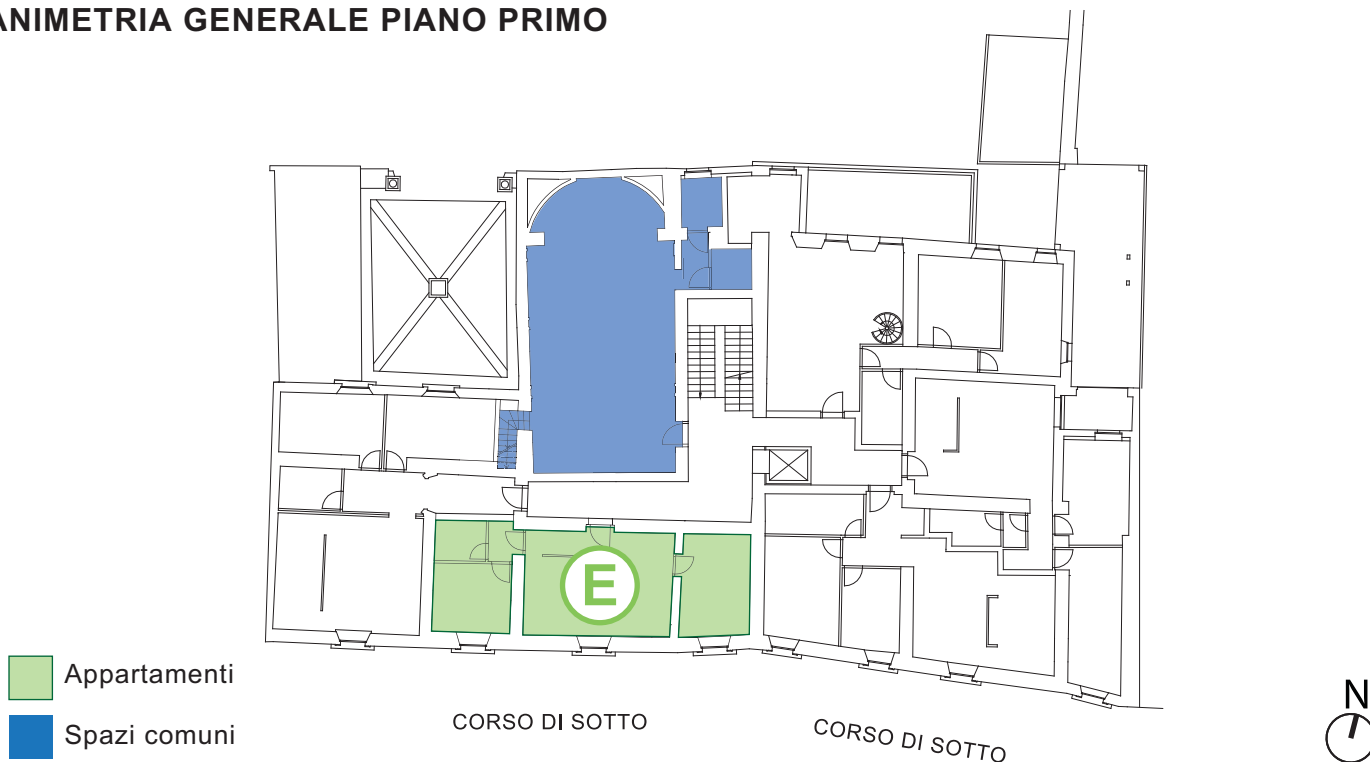 ANIMETRIA GENERALE PIANO PRIMO
E
Appartamenti
Spazi comuni
CORSO DI SOTTO
CORSO DI SOTTO
N